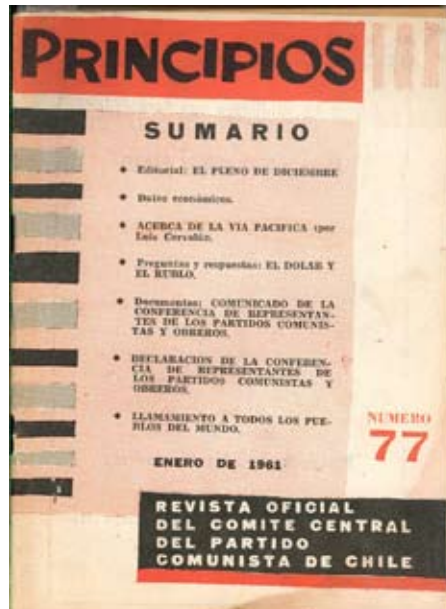 PRINCIPIOS
SUMARIO
Editorial: EL PLENO DE DICIEMBRE
Datos económicos.
ACERCA DE LA VIA PACIFICA (por
Luis Corvalán.
Preguntas y respuestas: EL DOLAR Y
EL RUBLO.
Documentos: COMUNICADO DE LA
CONFERENCIA DE REPRESENTAN-
TES DE LOS PARTIDOS COMUNIS-
TAS Y OBREROS.
DECLARACION DE LA CONFEREN-
CIA DE REPRESENTANTES DE
LOS PARTIDOS COMUNISTAS Y
OBREROS.
LLAMAMIENTO A TODOS LOS PUE-
BLOS DEL MUNDO.
NUMERO
77
ENERO DE 1961
REVISTA OFICIAL
DEL COMITE CENTRAL
DEL PARTIDO
COMUNISTA DE CHILE